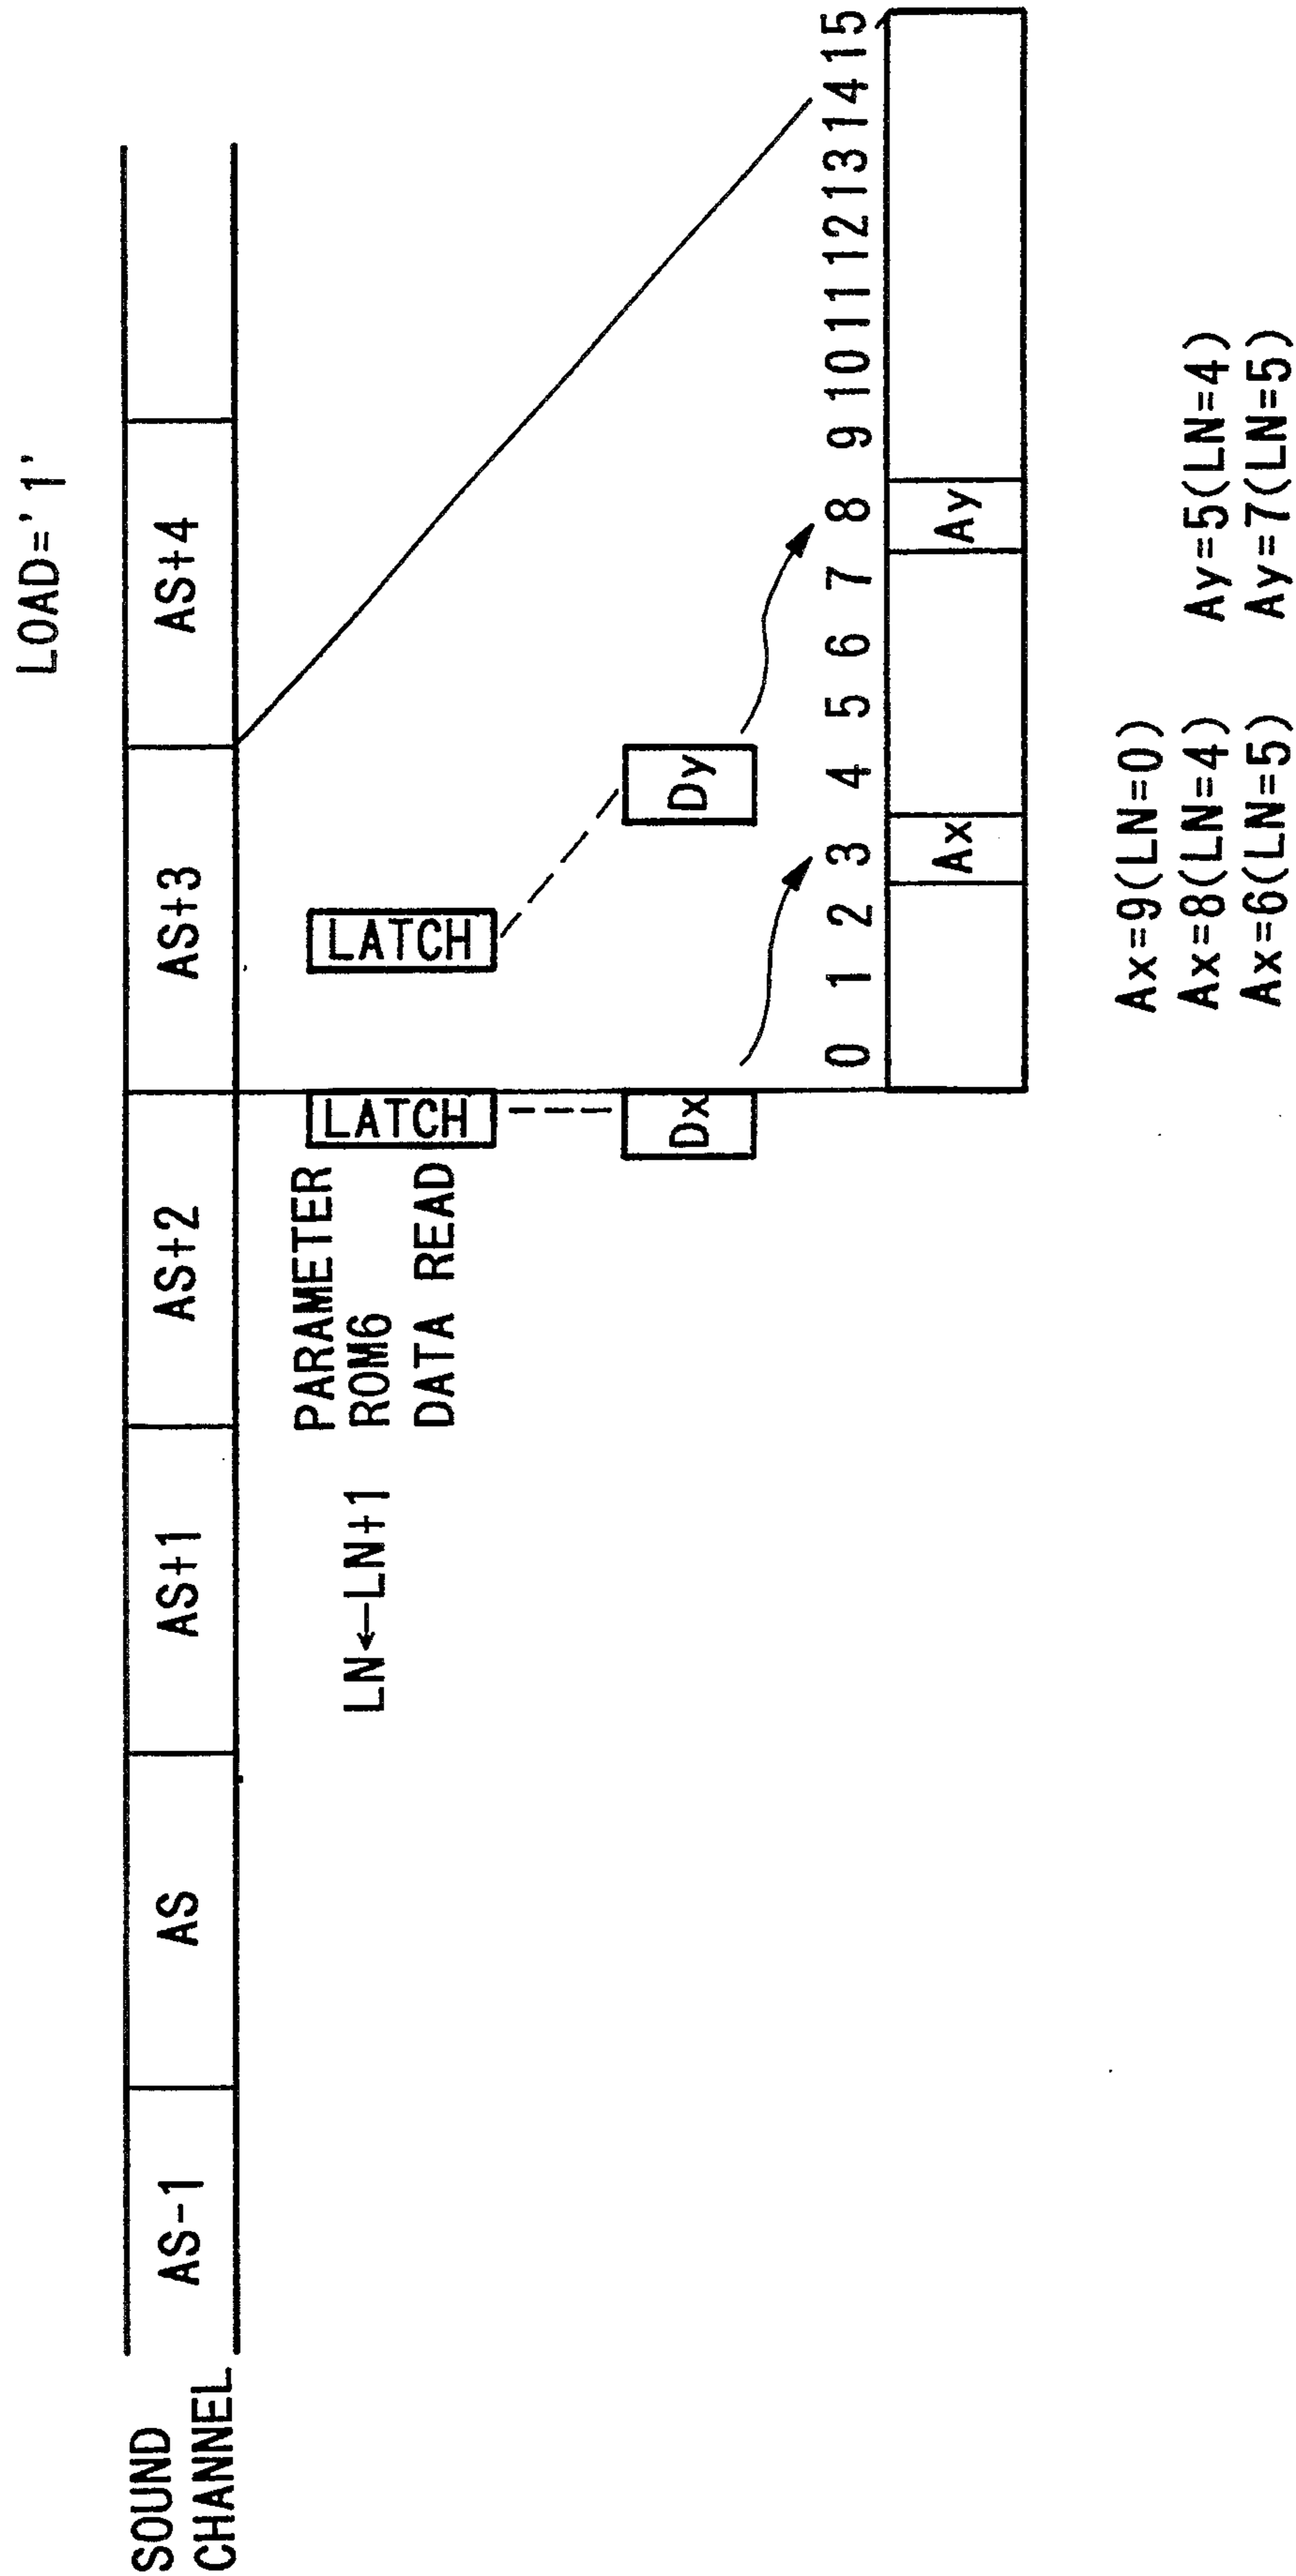 LOAD='1'
SOUND
CHANNEL
AS-1 AS AS+1 AS+2 AS+3 AS+4
LN←LN+1
PARAMETER
ROM6
DATA READ
LATCH LATCH
Dx Dy
0 1 2 3 4 5 6 7 8 9 10 11 12 13 14 15
Ax Ay
Ax=9(LN=0)
Ax=8(LN=4) Ay=5(LN=4)
Ax=6(LN=5) Ay=7(LN=5)